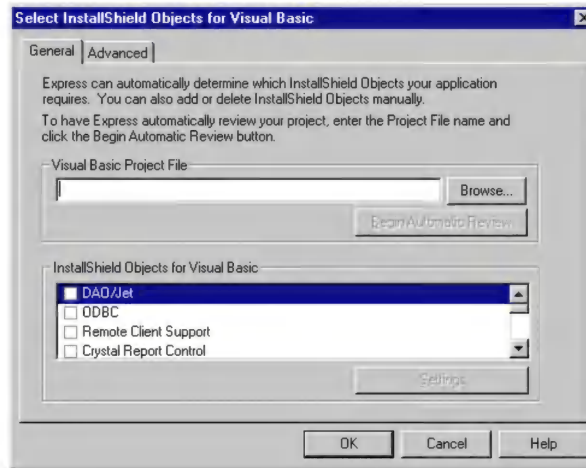 Select InstallShield Objects for Visual Basic
General Advanced
Express can automatically determine which InstallShield Objects your application
requires. You can also add or delete InstallShield Objects manually.
To have Express automatically review your project, enter the Project File name and
click the Begin Automatic Review button.
Visual Basic Project File
Browse...
Begin Automatic Review
InstallShield Objects for Visual Basic
DAO/Jet
ODBC
Remote Client Support
Crystal Report Control
Settings
OK Cancel Help